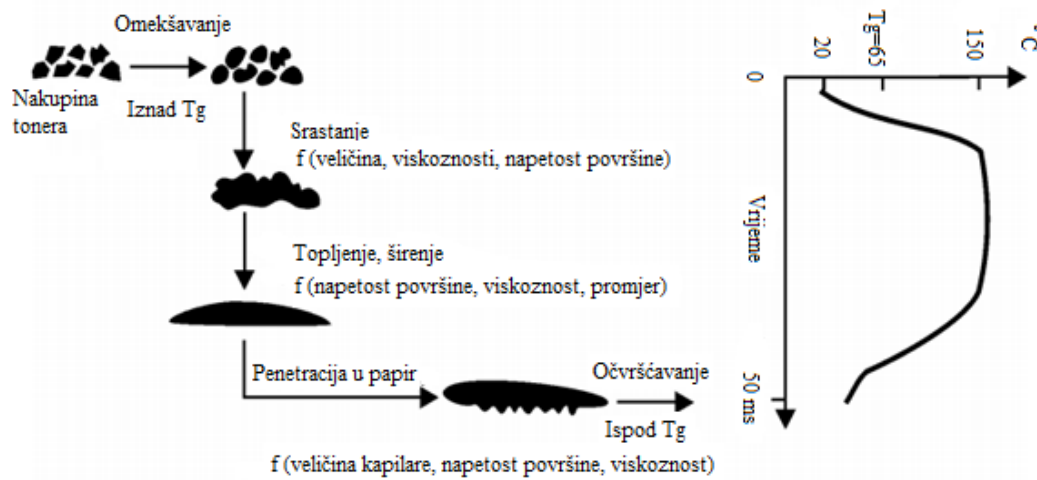 Omekšavanje
Nakupina
tonera
Iznad Tg
Srastanje
f (veličina, viskoznosti, napetost površine)
Topljenje, širenje
f (napetost površine, viskoznost, promjer)
Penetracija u papir
Očvršćavanje
Ispod Tg
f (veličina kapilare, napetost površine, viskoznost)
0
20
Tg=65
150
°C
Vrijeme
50 ms